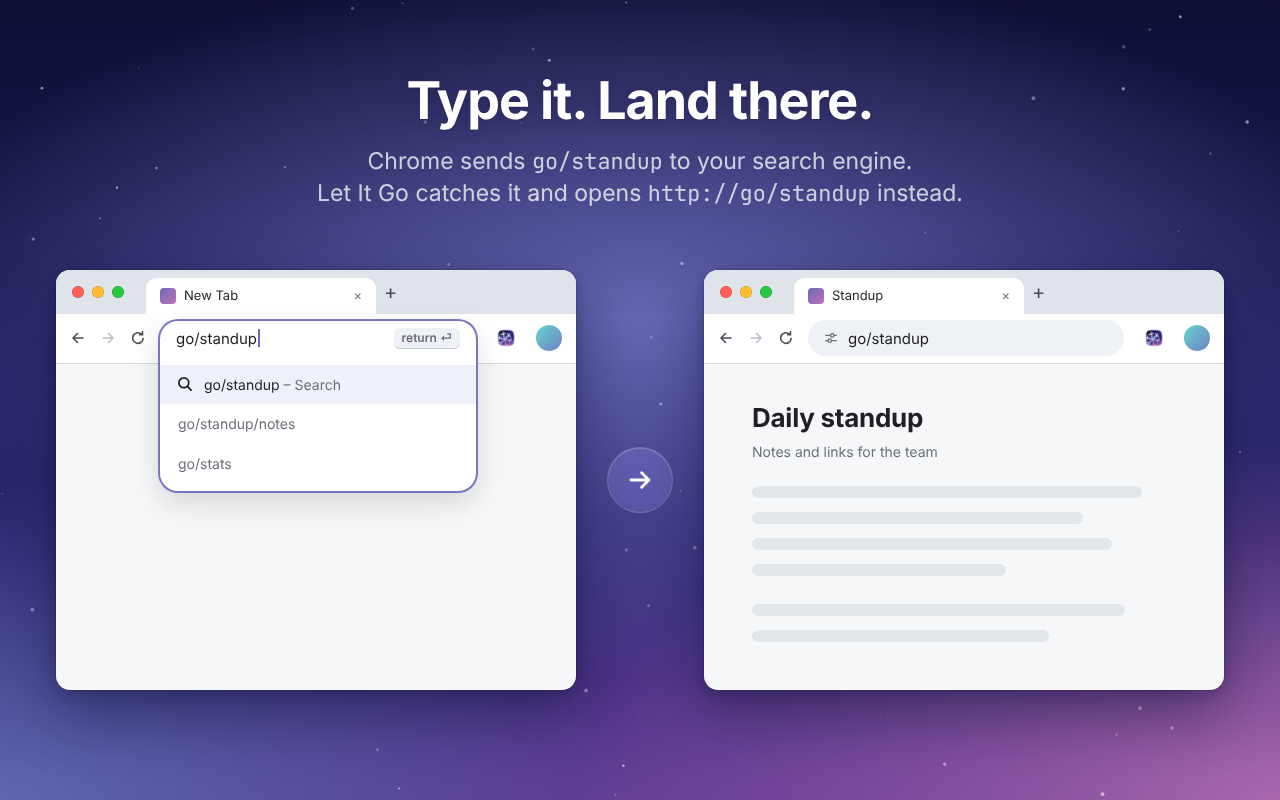 Type it. Land there.
Chrome sends go/standup to your search engine.
Let It Go catches it and opens http://go/standup instead.
New Tab × +
go/standup return ⏎
go/standup – Search
go/standup/notes
go/stats
Standup × +
go/standup
Daily standup
Notes and links for the team